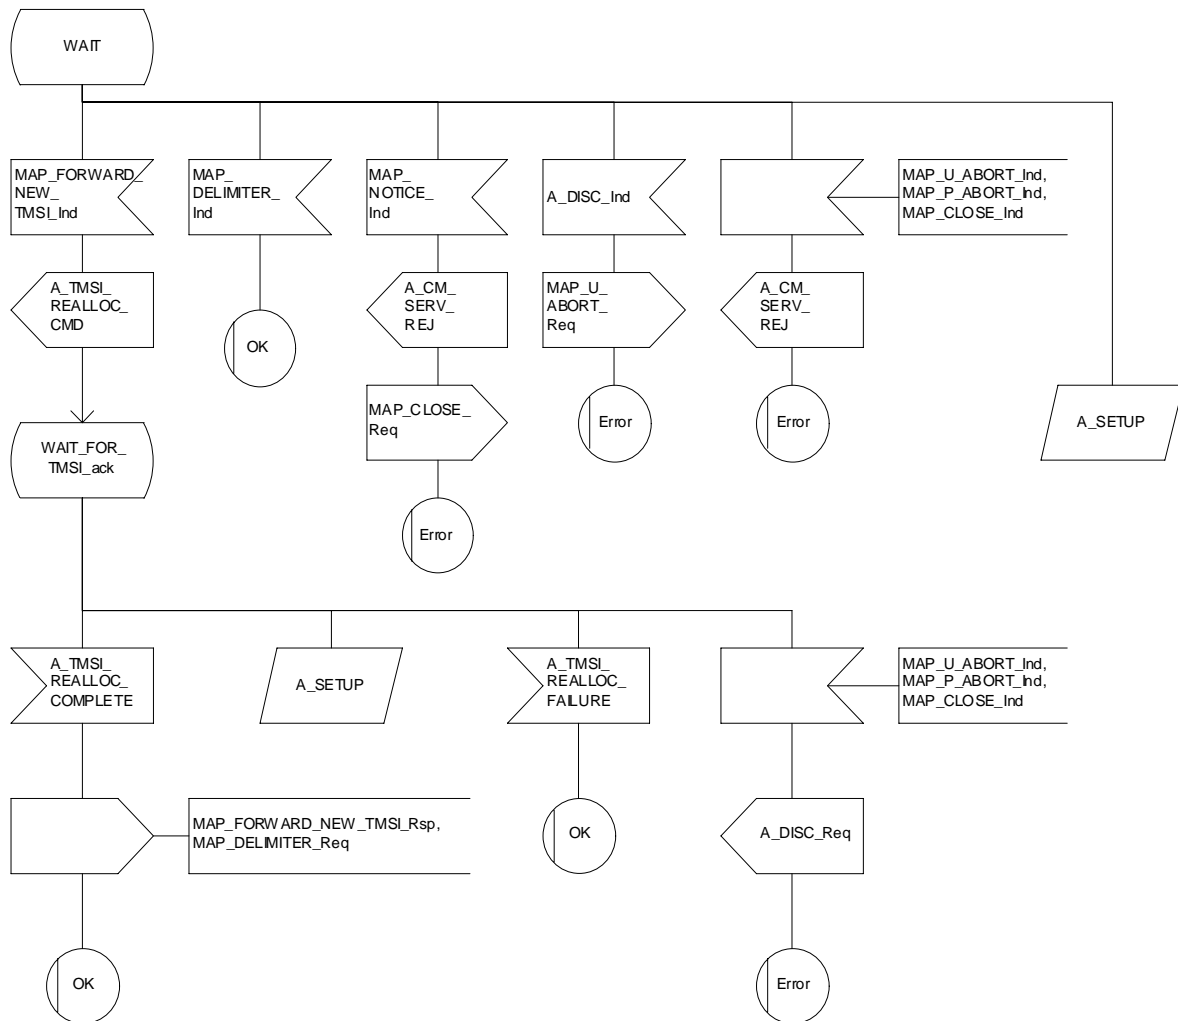 WAIT
MAP_FORWARD_
NEW_
TMSI_Ind
MAP_
DELIMITER_
Ind
MAP_
NOTICE_
Ind
A_DISC_Ind
MAP_U_ABORT_Ind,
MAP_P_ABORT_Ind,
MAP_CLOSE_Ind
A_TMSI_
REALLOC_
CMD
OK
A_CM_
SERV_
REJ
MAP_U_
ABORT_
Req
A_CM_
SERV_
REJ
MAP_CLOSE_
Req
Error
Error
A_SETUP
WAIT_FOR_
TMSI_ack
Error
A_TMSI_
REALLOC_
COMPLETE
A_SETUP
A_TMSI_
REALLOC_
FAILURE
MAP_U_ABORT_Ind,
MAP_P_ABORT_Ind,
MAP_CLOSE_Ind
MAP_FORWARD_NEW_TMSI_Rsp,
MAP_DELIMITER_Req
OK
A_DISC_Req
OK
Error